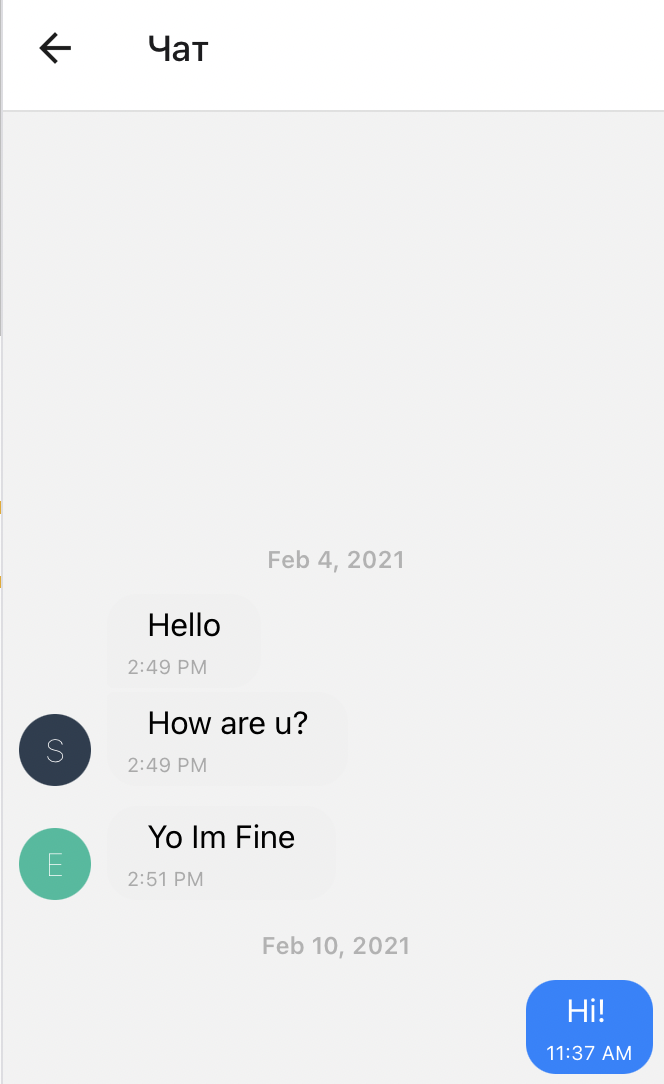 Чат
Feb 4, 2021
Hello
2:49 PM
How are u?
2:49 PM
S
Yo Im Fine
2:51 PM
E
Feb 10, 2021
Hi!
11:37 AM